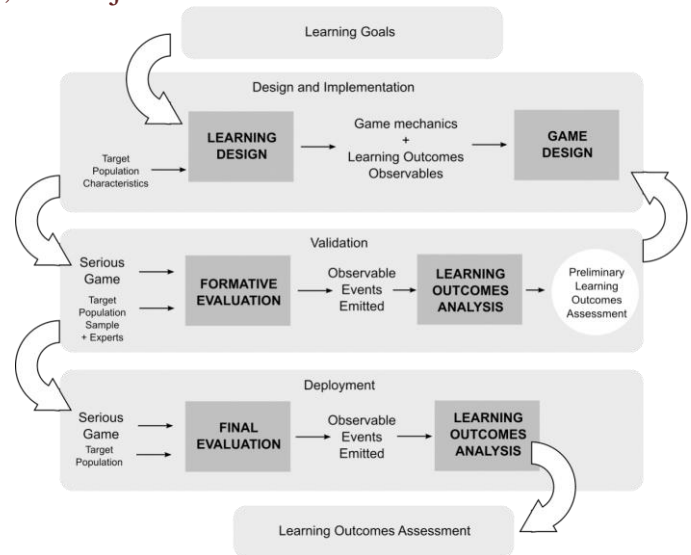 Learning Goals
Design and Implementation
Target
Population
Characteristics
LEARNING
DESIGN
Game mechanics
+
Learning Outcomes
Observables
GAME
DESIGN
Validation
Serious
Game
Target
Population
Sample
+ Experts
FORMATIVE
EVALUATION
Observable
Events
Emitted
LEARNING
OUTCOMES
ANALYSIS
Preliminary
Learning
Outcomes
Assessment
Deployment
Serious
Game
Target
Population
FINAL
EVALUATION
Observable
Events
Emitted
LEARNING
OUTCOMES
ANALYSIS
Learning Outcomes Assessment